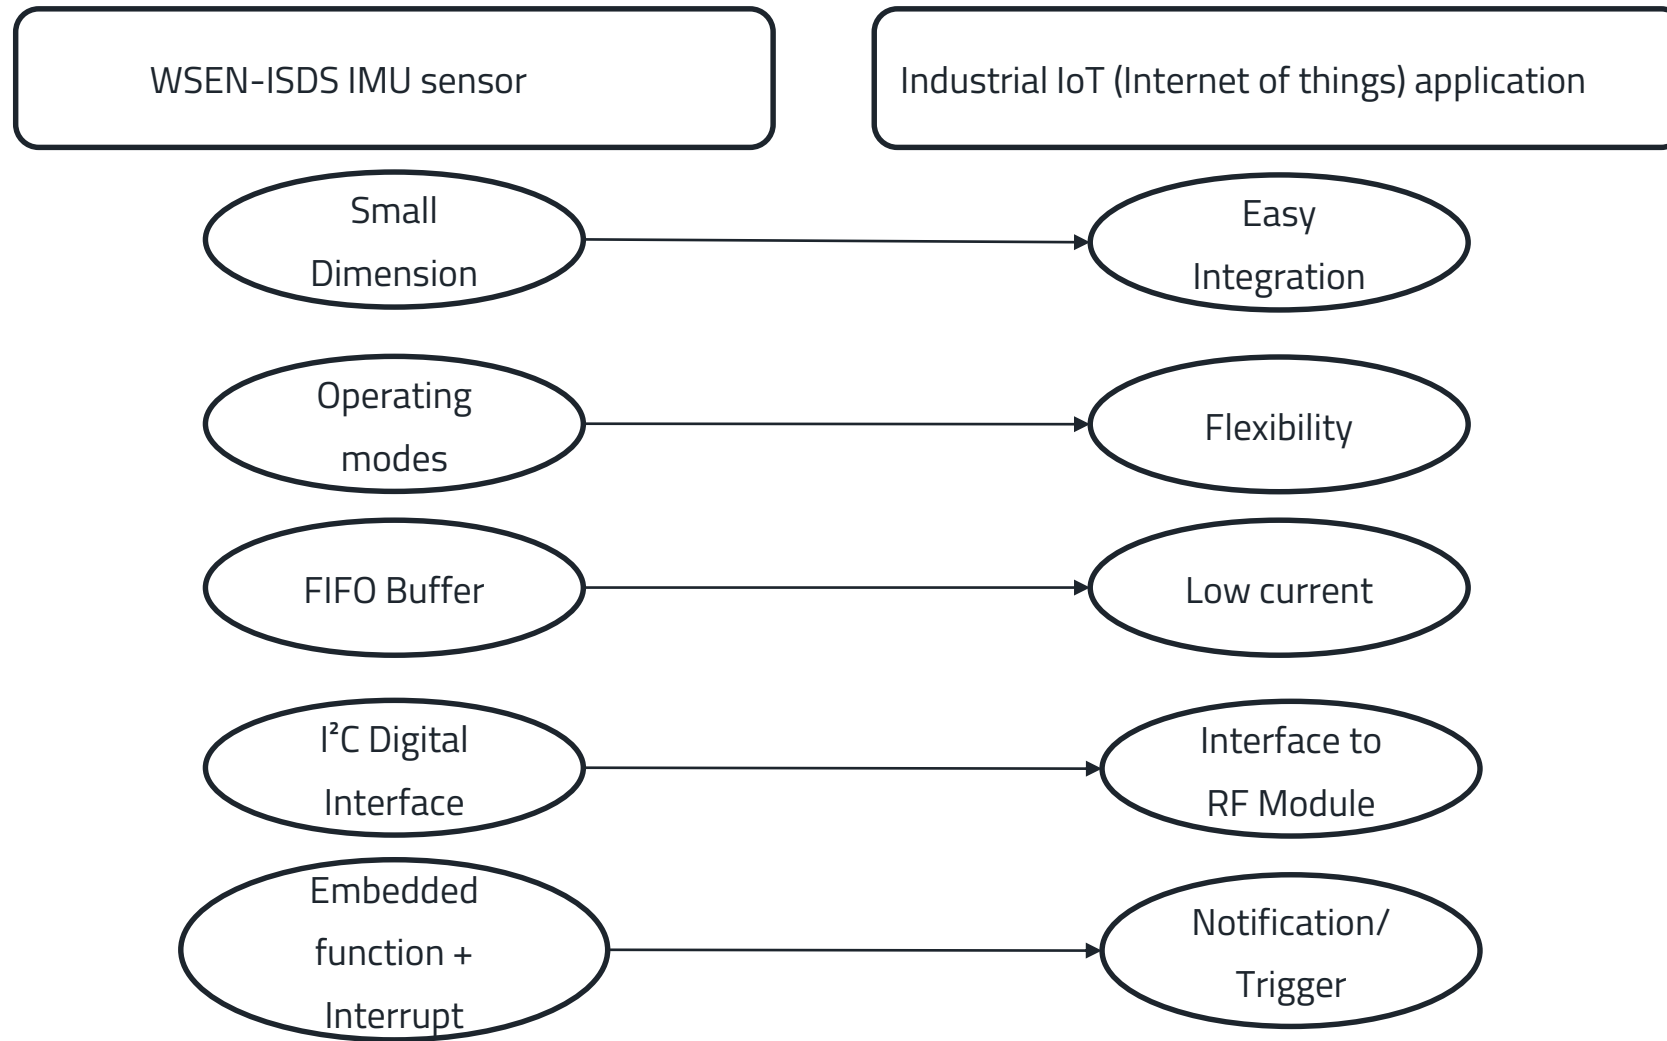 WSEN-ISDS IMU sensor
Industrial IoT (Internet of things) application
Small
Dimension
Easy
Integration
Operating
modes
Flexibility
FIFO Buffer
Low current
I²C Digital
Interface
Interface to
RF Module
Embedded
function +
Interrupt
Notification/
Trigger